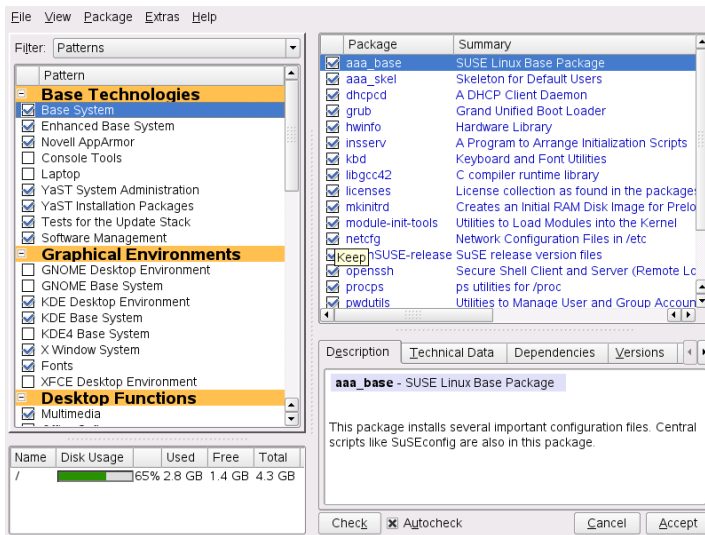 File View Package Extras Help
Filter: Patterns
Pattern
Base Technologies
Base System
Enhanced Base System
Novell AppArmor
Console Tools
Laptop
YaST System Administration
YaST Installation Packages
Tests for the Update Stack
Software Management
Graphical Environments
GNOME Desktop Environment
GNOME Base System
KDE Desktop Environment
KDE Base System
KDE4 Base System
X Window System
Fonts
XFCE Desktop Environment
Desktop Functions
Multimedia
Name Disk Usage Used Free Total
/ 65% 2.8 GB 1.4 GB 4.3 GB
Package Summary
aaa_base SUSE Linux Base Package
aaa_skel Skeleton for Default Users
dhcpcd A DHCP Client Daemon
grub Grand Unified Boot Loader
hwinfo Hardware Library
insserv A Program to Arrange Initialization Scripts
kbd Keyboard and Font Utilities
libgcc42 C compiler runtime library
licenses License collection as found in the packages
mkinitrd Creates an Initial RAM Disk Image for Prelo
module-init-tools Utilities to Load Modules into the Kernel
netcfg Network Configuration Files in /etc
Keep nSUSE-release SuSE release version files
openssh Secure Shell Client and Server (Remote Lo
procps ps utilities for /proc
pwdutils Utilities to Manage User and Group Accoun
Description Technical Data Dependencies Versions
aaa_base - SUSE Linux Base Package
This package installs several important configuration files. Central
scripts like SuSEconfig are also in this package.
Check Autocheck Cancel Accept